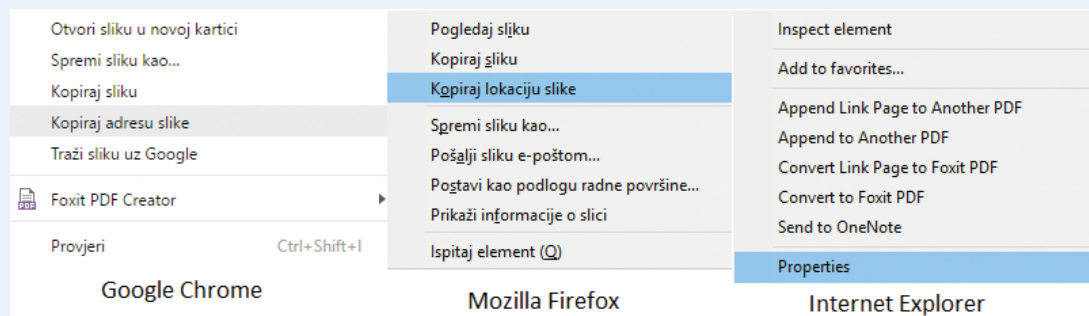 Otvori sliku u novoj kartici
Spremi sliku kao...
Kopiraj sliku
Kopiraj adresu slike
Traži sliku uz Google
PDF
Foxit PDF Creator
Provjeri Ctrl+Shift+I
Google Chrome
Pogledaj sliku
Kopiraj sliku
Kopiraj lokaciju slike
Spremi sliku kao...
Pošalji sliku e-poštom...
Postavi kao podlogu radne površine...
Prikaži informacije o slici
Ispitaj element (Q)
Mozilla Firefox
Inspect element
Add to favorites...
Append Link Page to Another PDF
Append to Another PDF
Convert Link Page to Foxit PDF
Convert to Foxit PDF
Send to OneNote
Properties
Internet Explorer